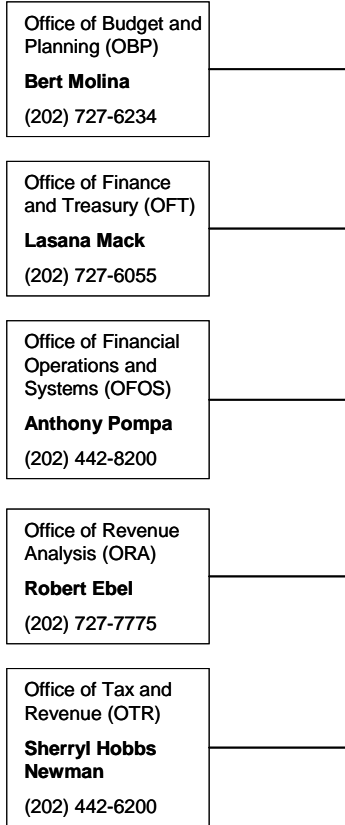 Office of Budget and
Planning (OBP)
Bert Molina
(202) 727-6234
Office of Finance
and Treasury (OFT)
Lasana Mack
(202) 727-6055
Office of Financial
Operations and
Systems (OFOS)
Anthony Pompa
(202) 442-8200
Office of Revenue
Analysis (ORA)
Robert Ebel
(202) 727-7775
Office of Tax and
Revenue (OTR)
Sherryl Hobbs
Newman
(202) 442-6200